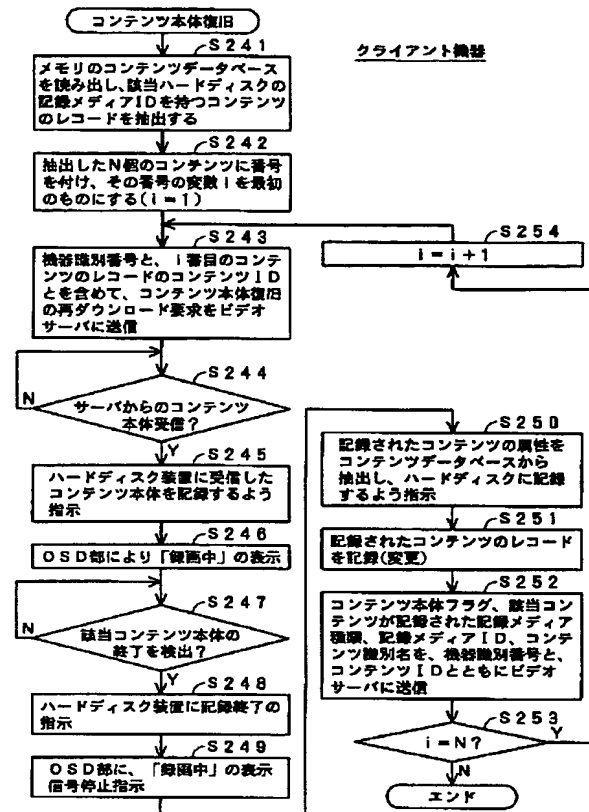 コンテンツ本体復旧
クライアント機器
S241
メモリのコンテンツデータベース
を読み出し、該当ハードディスクの
記録メディアIDを持つコンテンツ
のレコードを抽出する
S242
抽出したN個のコンテンツに番号
を付け、その番号の変数iを最初
のものにする(i=1)
S243
機器識別番号と、i番目のコンテ
ンツのレコードのコンテンツID
とを含めて、コンテンツ本体復旧
の再ダウンロード要求をビデオ
サーバに送信
S244
サーバからのコンテンツ
本体受信?
N
Y
S245
ハードディスク装置に受信した
コンテンツ本体を記録するよう
指示
S246
OSD部により「録画中」の表示
S247
該当コンテンツ本体の
終了を検出?
N
Y
S248
ハードディスク装置に記録終了の
指示
S249
OSD部に、「録画中」の表示
信号停止指示
S250
記録されたコンテンツの属性を
コンテンツデータベースから
抽出し、ハードディスクに記録
するよう指示
S251
記録されたコンテンツのレコード
を記録(変更)
S252
コンテンツ本体フラグ、該当コン
テンツが記録された記録メディア
種類、記録メディアID、コンテン
ツ識別名を、機器識別番号と、
コンテンツIDとともにビデオ
サーバに送信
S253
i=N?
Y
N
エンド
S254
i=i+1